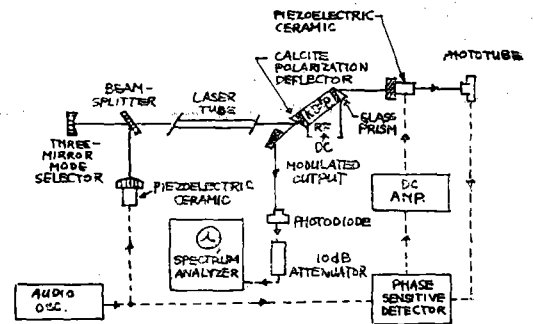 PIEZOELECTRIC
CERAMIC
PHOTOTUBE
CALCITE
POLARIZATION
DEFLECTOR
BEAM-
SPLITTER
LASER
TUBE
KDP
GLASS
PRISM
RF
DC
THREE-
MIRROR
MODE
SELECTOR
MODULATED
OUTPUT
PIEZOELECTRIC
CERAMIC
DC
AMP.
PHOTODIODE
SPECTRUM
ANALYZER
10dB
ATTENUATOR
AUDIO
OSC.
PHASE
SENSITIVE
DETECTOR